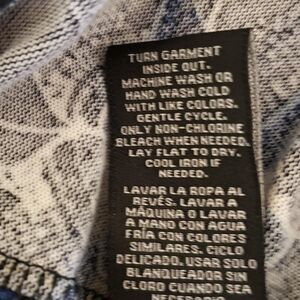 TURN GARMENT
INSIDE OUT.
MACHINE WASH OR
HAND WASH COLD
WITH LIKE COLORS.
GENTLE CYCLE.
ONLY NON-CHLORINE
BLEACH WHEN NEEDED.
LAY FLAT TO DRY.
COOL IRON IF
NEEDED.
LAVAR LA ROPA AL
REVÉS. LAVAR A
MÁQUINA O LAVAR
A MANO CON AGUA
FRÍA CON COLORES
SIMILARES. CICLO
DELICADO. USAR SOLO
BLANQUEADOR SIN
CLORO CUANDO SEA